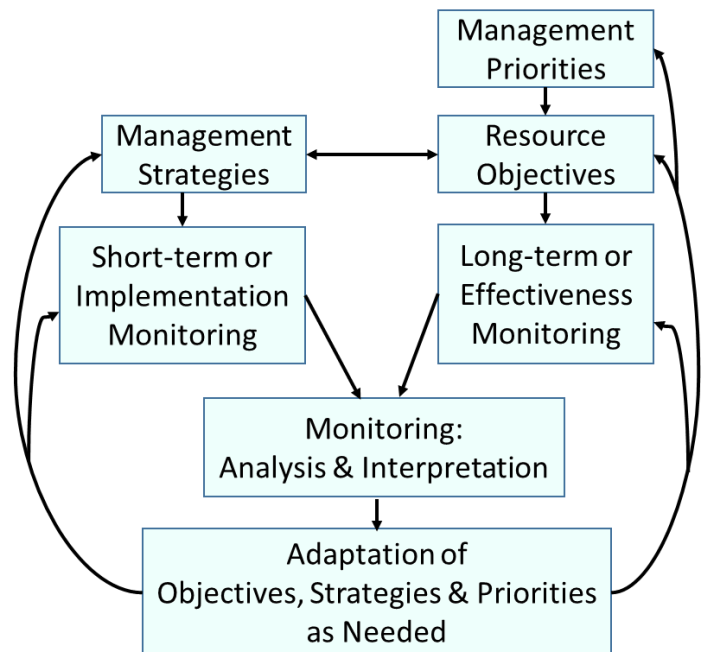 Management
Priorities
Management
Strategies
Resource
Objectives
Short-term or
Implementation
Monitoring
Long-term or
Effectiveness
Monitoring
Monitoring:
Analysis & Interpretation
Adaptation of
Objectives, Strategies & Priorities
as Needed